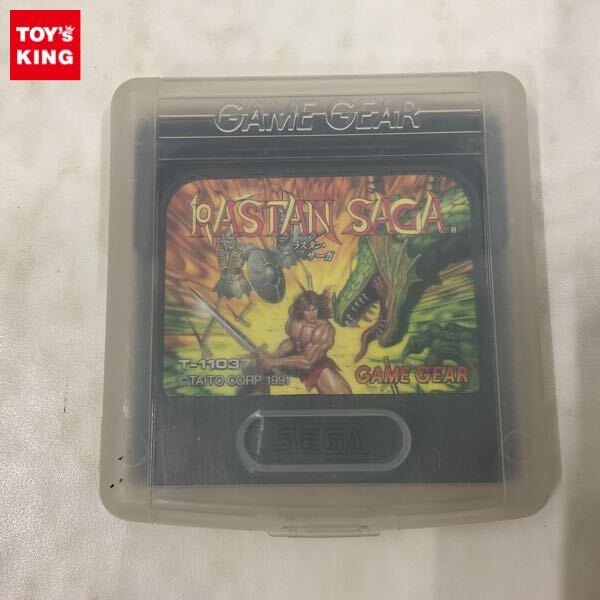 TOY's
KING
GAME GEAR
RASTAN SAGA
ラスタン・
サーガ
T-11037
©TAITO CORP. 1991
GAME GEAR
SEGA